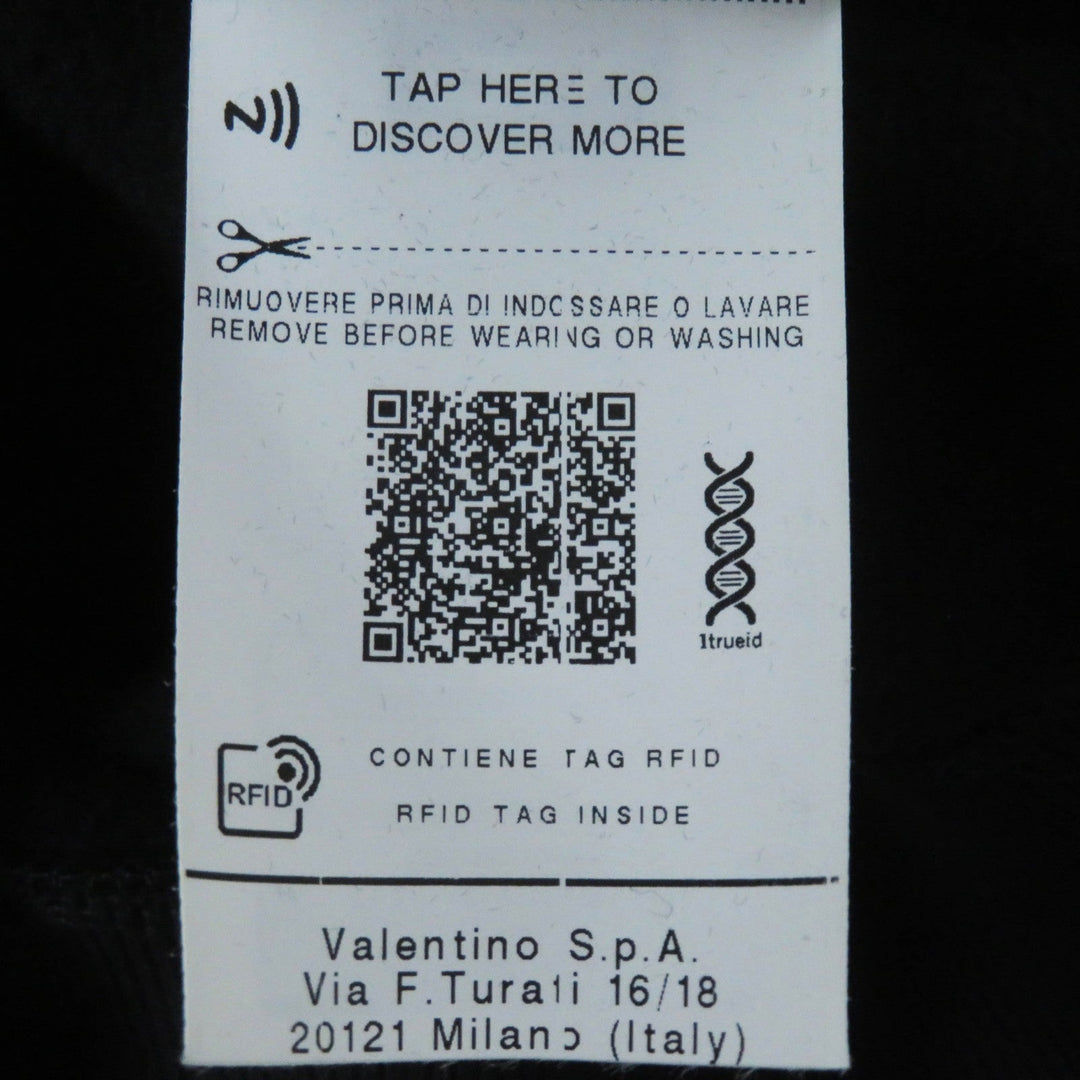 TAP HERE TO
DISCOVER MORE
RIMUOVERE PRIMA DI INDOSSARE O LAVARE
REMOVE BEFORE WEARING OR WASHING
1trueid
RFID
CONTIENE TAG RFID
RFID TAG INSIDE
Valentino S.p.A.
Via F.Turati 16/18
20121 Milano (Italy)